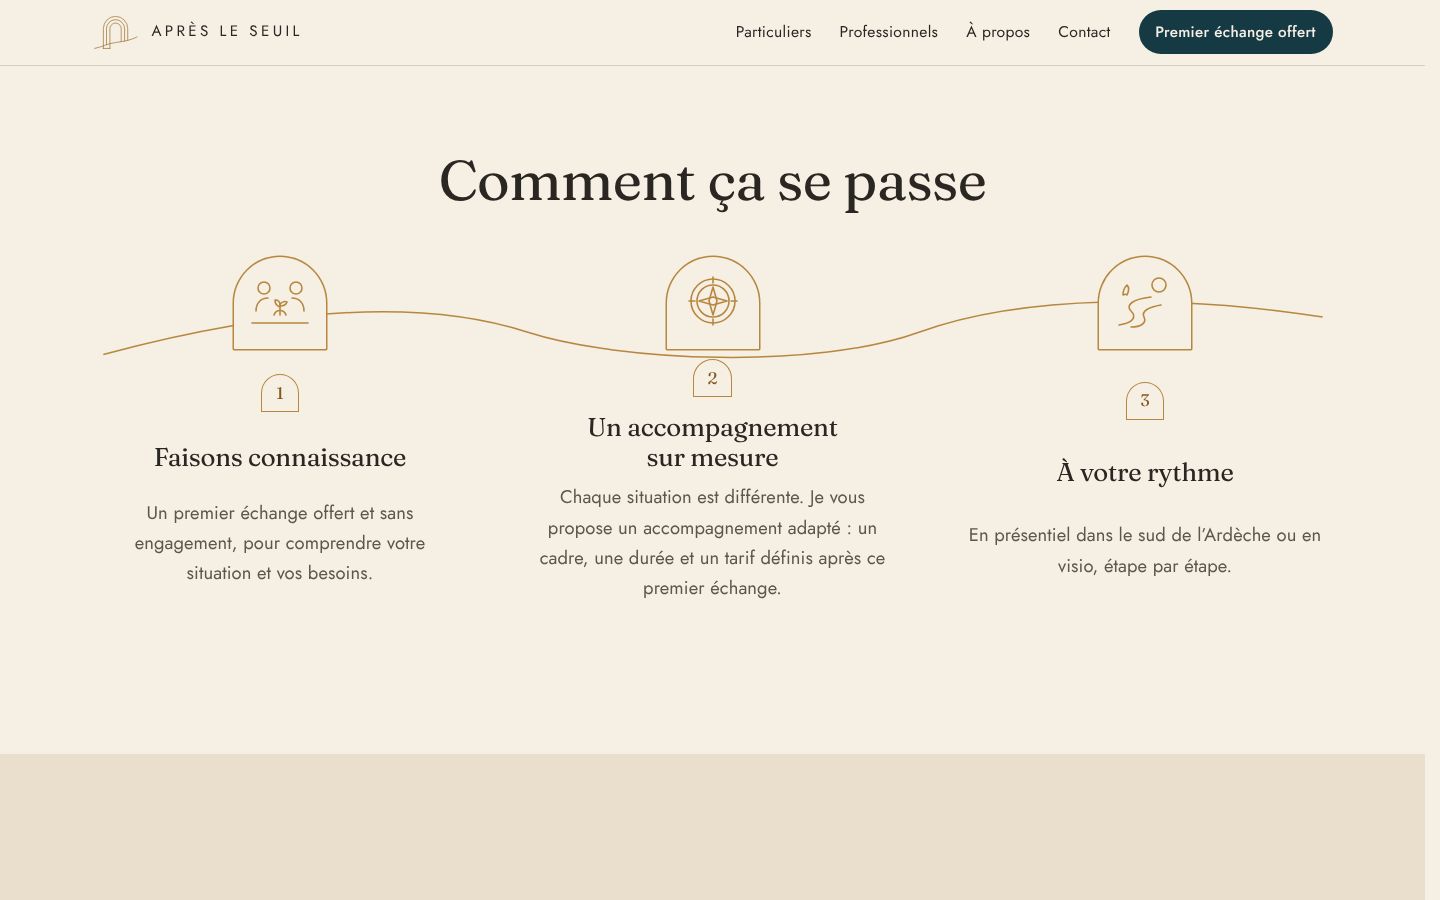 APRÈS LE SEUIL
Particuliers
Professionnels
À propos
Contact
Premier échange offert
Comment ça se passe
1
Faisons connaissance
Un premier échange offert et sans
engagement, pour comprendre votre
situation et vos besoins.
2
Un accompagnement
sur mesure
Chaque situation est différente. Je vous
propose un accompagnement adapté : un
cadre, une durée et un tarif définis après ce
premier échange.
3
À votre rythme
En présentiel dans le sud de l’Ardèche ou en
visio, étape par étape.